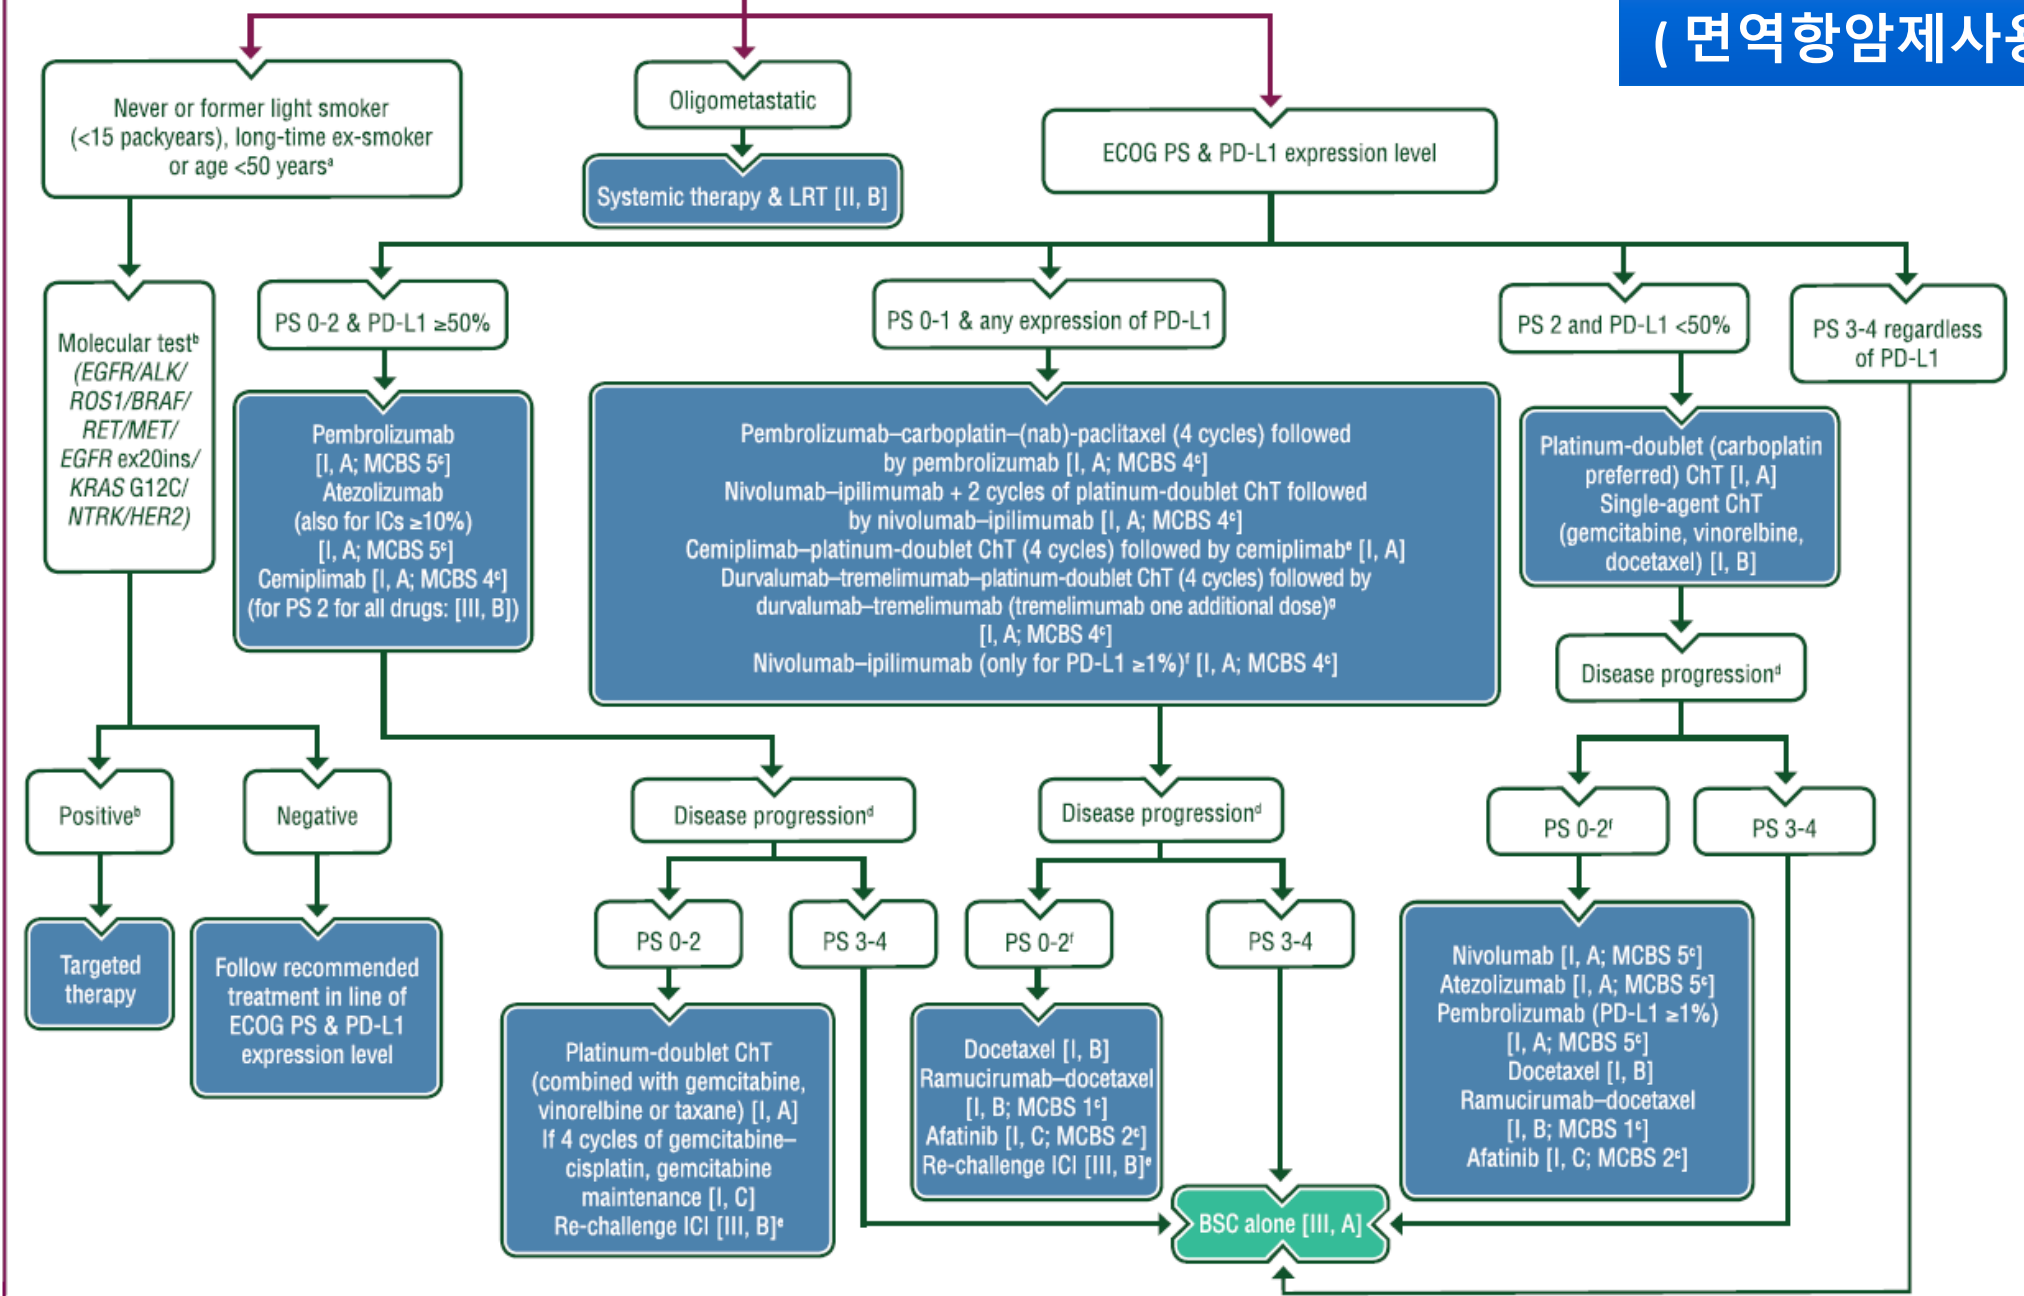 ( 면역항암제사용
Never or former light smoker
(<15 packyears), long-time ex-smoker
or age <50 yearsª
Oligometastatic
Systemic therapy & LRT [II, B]
ECOG PS & PD-L1 expression level
Molecular testᵇ
(EGFR/ALK/
ROS1/BRAF/
RET/MET/
EGFR ex20ins/
KRAS G12C/
NTRK/HER2)
PS 0-2 & PD-L1 ≥50%
PS 0-1 & any expression of PD-L1
PS 2 and PD-L1 <50%
PS 3-4 regardless
of PD-L1
Pembrolizumab
[I, A; MCBS 5ᶜ]
Atezolizumab
(also for ICs ≥10%)
[I, A; MCBS 5ᶜ]
Cemiplimab [I, A; MCBS 4ᶜ]
(for PS 2 for all drugs: [III, B])
Pembrolizumab–carboplatin–(nab)-paclitaxel (4 cycles) followed
by pembrolizumab [I, A; MCBS 4ᶜ]
Nivolumab–ipilimumab + 2 cycles of platinum-doublet ChT followed
by nivolumab–ipilimumab [I, A; MCBS 4ᶜ]
Cemiplimab–platinum-doublet ChT (4 cycles) followed by cemiplimabᵉ [I, A]
Durvalumab–tremelimumab–platinum-doublet ChT (4 cycles) followed by
durvalumab–tremelimumab (tremelimumab one additional dose)ᵍ
[I, A; MCBS 4ᶜ]
Nivolumab–ipilimumab (only for PD-L1 ≥1%)ᶠ [I, A; MCBS 4ᶜ]
Platinum-doublet (carboplatin
preferred) ChT [I, A]
Single-agent ChT
(gemcitabine, vinorelbine,
docetaxel) [I, B]
Disease progressionᵈ
Positiveᵇ
Negative
Disease progressionᵈ
Disease progressionᵈ
PS 0-2ᶠ
PS 3-4
Targeted
therapy
Follow recommended
treatment in line of
ECOG PS & PD-L1
expression level
PS 0-2
PS 3-4
PS 0-2ᶠ
PS 3-4
Platinum-doublet ChT
(combined with gemcitabine,
vinorelbine or taxane) [I, A]
If 4 cycles of gemcitabine–
cisplatin, gemcitabine
maintenance [I, C]
Re-challenge ICI [III, B]ᵉ
Docetaxel [I, B]
Ramucirumab–docetaxel
[I, B; MCBS 1ᶜ]
Afatinib [I, C; MCBS 2ᶜ]
Re-challenge ICI [III, B]ᵉ
Nivolumab [I, A; MCBS 5ᶜ]
Atezolizumab [I, A; MCBS 5ᶜ]
Pembrolizumab (PD-L1 ≥1%)
[I, A; MCBS 5ᶜ]
Docetaxel [I, B]
Ramucirumab–docetaxel
[I, B; MCBS 1ᶜ]
Afatinib [I, C; MCBS 2ᶜ]
BSC alone [III, A]